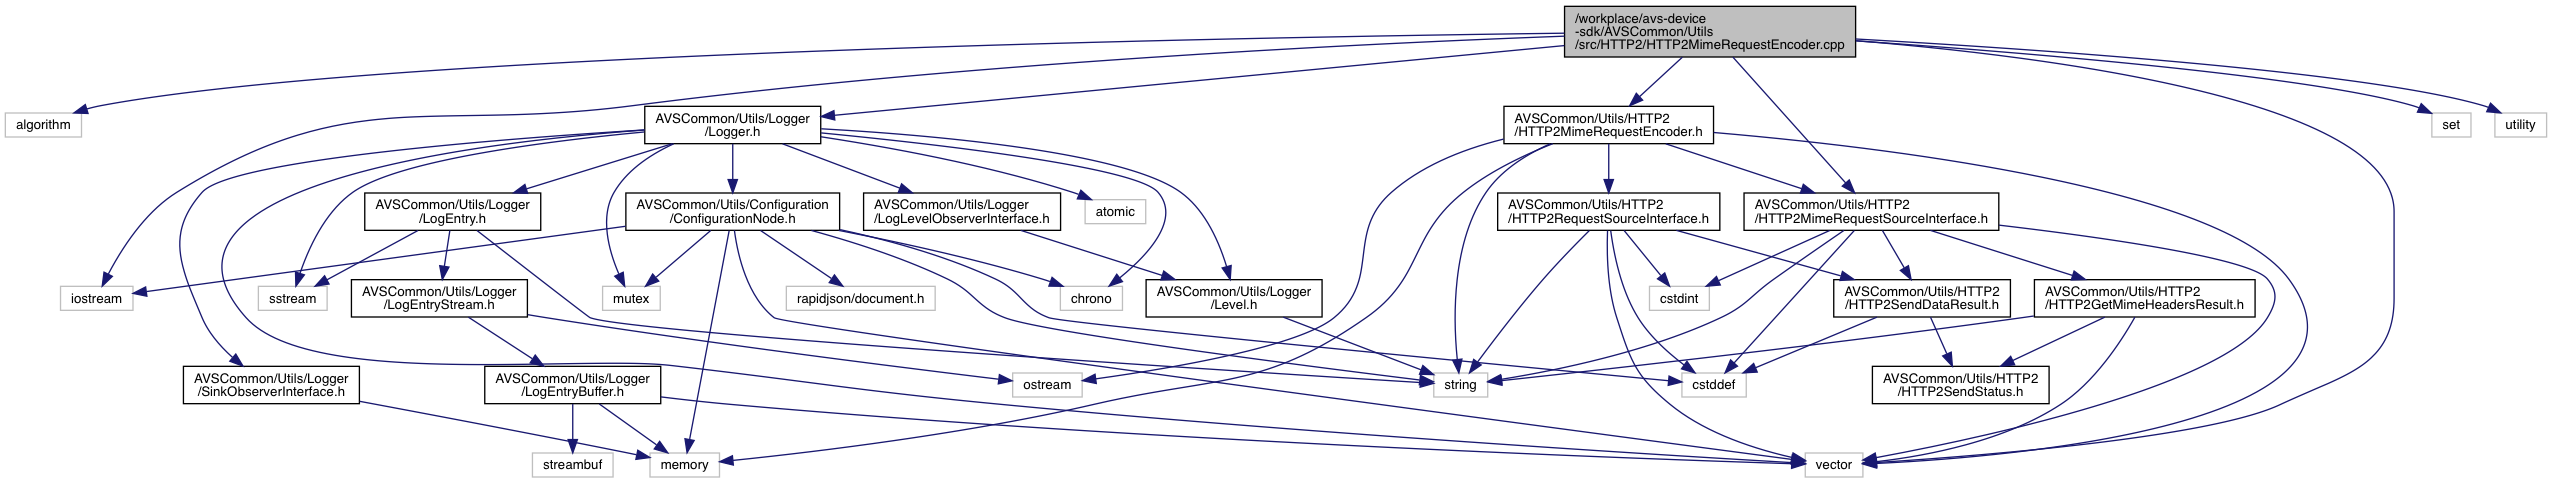 /workplace/avs-device
-sdk/AVSCommon/Utils
/src/HTTP2/HTTP2MimeRequestEncoder.cpp
algorithm
AVSCommon/Utils/Logger
/Logger.h
AVSCommon/Utils/HTTP2
/HTTP2MimeRequestEncoder.h
set
utility
AVSCommon/Utils/Logger
/LogEntry.h
AVSCommon/Utils/Configuration
/ConfigurationNode.h
AVSCommon/Utils/Logger
/LogLevelObserverInterface.h
atomic
AVSCommon/Utils/HTTP2
/HTTP2RequestSourceInterface.h
AVSCommon/Utils/HTTP2
/HTTP2MimeRequestSourceInterface.h
iostream
sstream
AVSCommon/Utils/Logger
/LogEntryStream.h
mutex
rapidjson/document.h
chrono
AVSCommon/Utils/Logger
/Level.h
cstdint
AVSCommon/Utils/HTTP2
/HTTP2SendDataResult.h
AVSCommon/Utils/HTTP2
/HTTP2GetMimeHeadersResult.h
AVSCommon/Utils/Logger
/SinkObserverInterface.h
AVSCommon/Utils/Logger
/LogEntryBuffer.h
ostream
string
cstddef
AVSCommon/Utils/HTTP2
/HTTP2SendStatus.h
streambuf
memory
vector